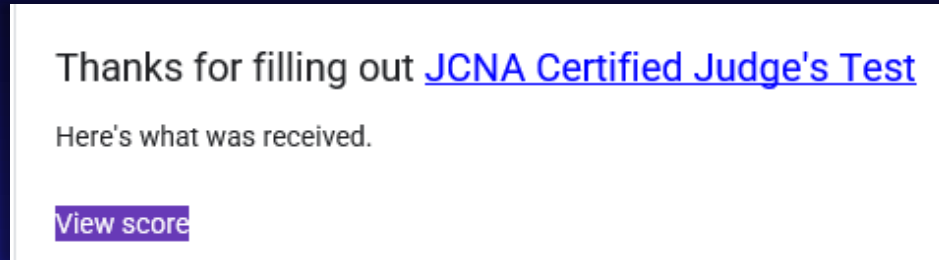 Thanks for filling out JCNA Certified Judge's Test
Here's what was received.
View score